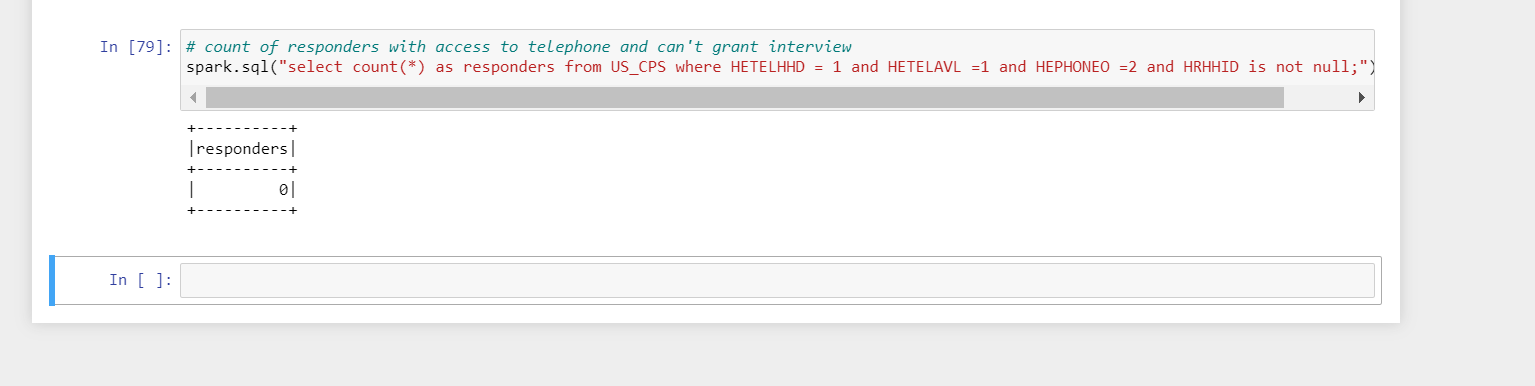 In [79]: # count of responders with access to telephone and can't grant interview
spark.sql("select count(*) as responders from US_CPS where HETELHHD = 1 and HETELAVL =1 and HEPHONEO =2 and HRHHID is not null;")
+----------+
|responders|
+----------+
|         0|
+----------+
In [ ]: